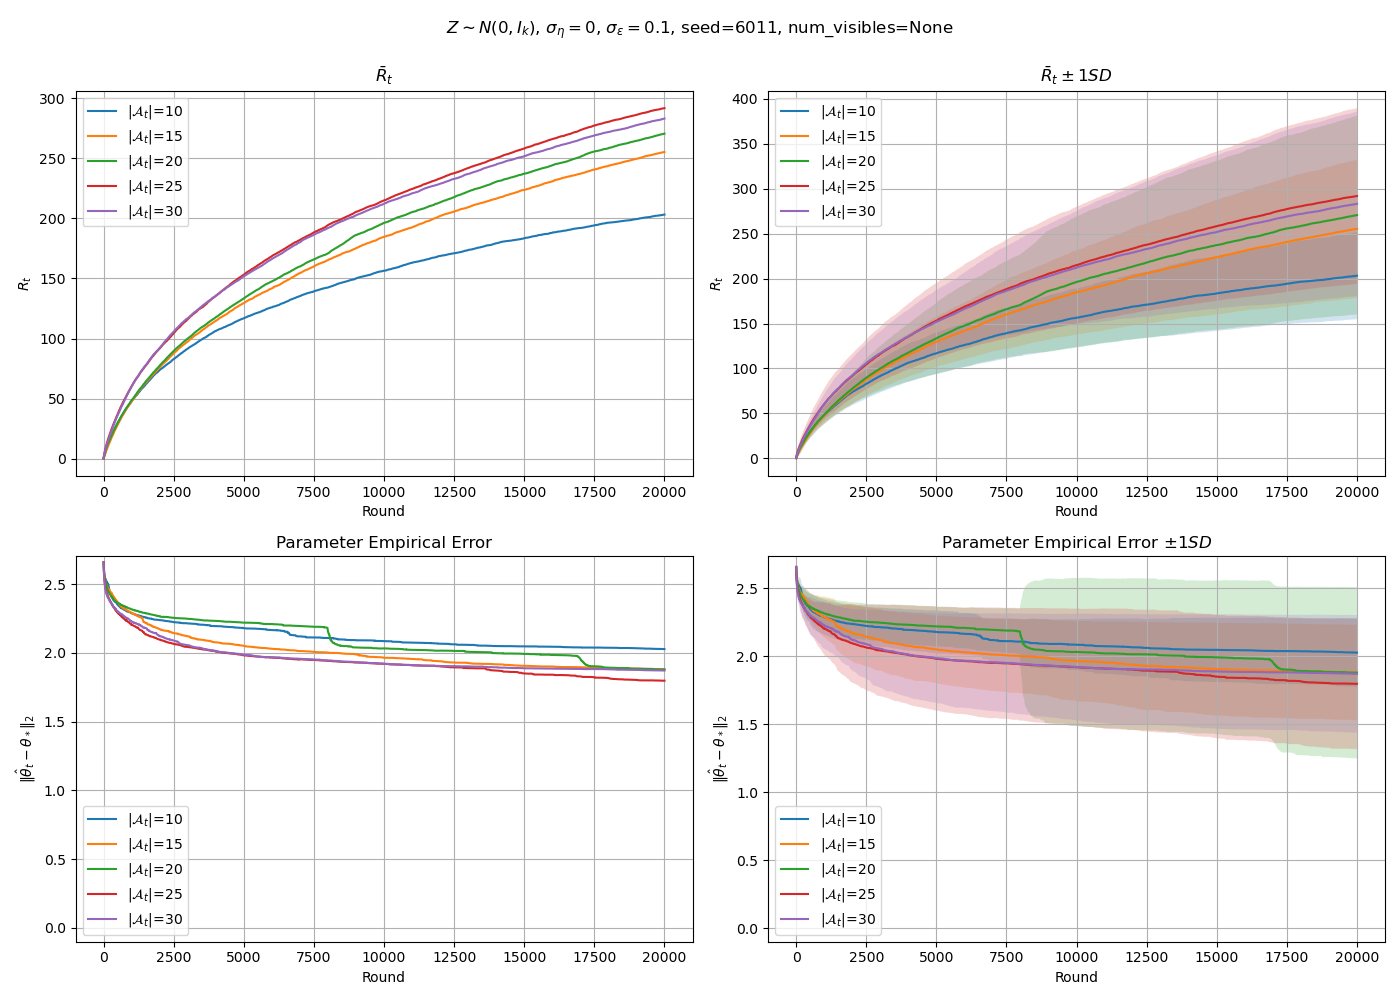 Z ∼ N(0, I_k), σ_η = 0, σ_ε = 0.1, seed=6011, num_visibles=None
R̄_t
300
250
200
150
100
50
0
R_t
|𝒜_t|=10
|𝒜_t|=15
|𝒜_t|=20
|𝒜_t|=25
|𝒜_t|=30
0 2500 5000 7500 10000 12500 15000 17500 20000
Round
R̄_t ± 1SD
400
350
300
250
200
150
100
50
0
R_t
|𝒜_t|=10
|𝒜_t|=15
|𝒜_t|=20
|𝒜_t|=25
|𝒜_t|=30
0 2500 5000 7500 10000 12500 15000 17500 20000
Round
Parameter Empirical Error
2.5
2.0
1.5
1.0
0.5
0.0
‖θ̂_t − θ_*‖_2
|𝒜_t|=10
|𝒜_t|=15
|𝒜_t|=20
|𝒜_t|=25
|𝒜_t|=30
0 2500 5000 7500 10000 12500 15000 17500 20000
Round
Parameter Empirical Error ±1SD
2.5
2.0
1.5
1.0
0.5
0.0
‖θ̂_t − θ_*‖_2
|𝒜_t|=10
|𝒜_t|=15
|𝒜_t|=20
|𝒜_t|=25
|𝒜_t|=30
0 2500 5000 7500 10000 12500 15000 17500 20000
Round